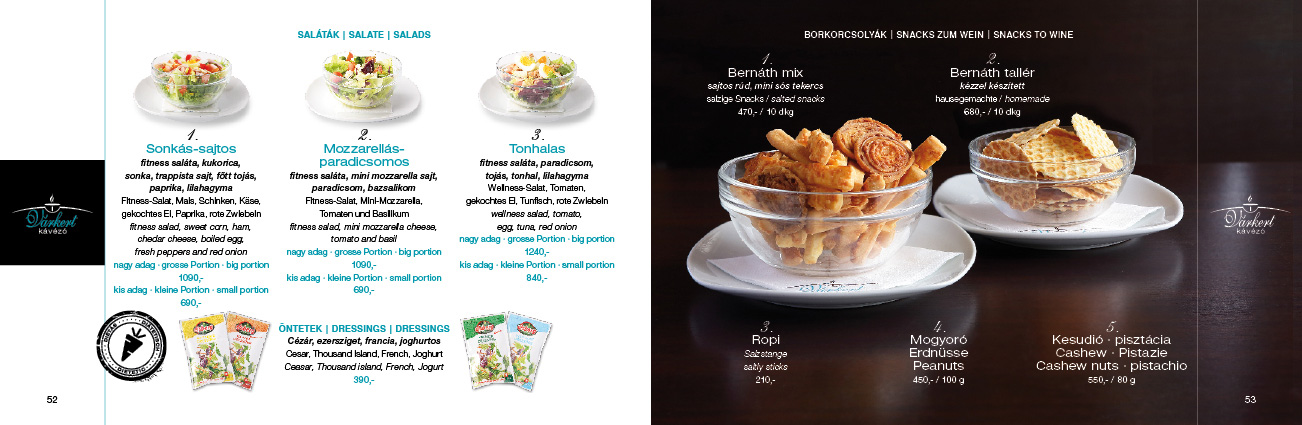 SALÁTÁK | SALATE | SALADS
1.
Sonkás-sajtos
fitness saláta, kukorica,
sonka, trappista sajt, főtt tojás,
paprika, lilahagyma
Fitness-Salat, Mais, Schinken, Käse,
gekochtes Ei, Paprika, rote Zwiebeln
fitness salad, sweet corn, ham,
chedar cheese, boiled egg,
fresh peppers and red onion
nagy adag · grosse Portion · big portion
1090,-
kis adag · kleine Portion · small portion
690,-
2.
Mozzarellás-
paradicsomos
fitness saláta, mini mozzarella sajt,
paradicsom, bazsalikom
Fitness-Salat, Mini-Mozzarella,
Tomaten und Basilikum
fitness salad, mini mozzarella cheese,
tomato and basil
nagy adag · grosse Portion · big portion
1090,-
kis adag · kleine Portion · small portion
690,-
3.
Tonhalas
fitness saláta, paradicsom,
tojás, tonhal, lilahagyma
Wellness-Salat, Tomaten,
gekochtes Ei, Tunfisch, rote Zwiebeln
wellness salad, tomato,
egg, tuna, red onion
nagy adag · grosse Portion · big portion
1240,-
kis adag · kleine Portion · small portion
840,-
Várkert
kávézó
ÖNTETEK | DRESSINGS | DRESSINGS
Cézár, ezersziget, francia, joghurtos
Cesar, Thousand Island, French, Joghurt
Ceasar, Thousand island, French, Jogurt
390,-
52
BORKORCSOLYÁK | SNACKS ZUM WEIN | SNACKS TO WINE
1.
Bernáth mix
sajtos rúd, mini sós tekercs
salzige Snacks / salted snacks
470,- / 10 dkg
2.
Bernáth tallér
kézzel készített
hausegemachte / homemade
680,- / 10 dkg
Várkert
kávézó
3.
Ropi
Salzstange
saltiy sticks
210,-
4.
Mogyoró
Erdnüsse
Peanuts
450,- / 100 g
5.
Kesudió · pisztácia
Cashew · Pistazie
Cashew nuts · pistachio
550,- / 80 g
53